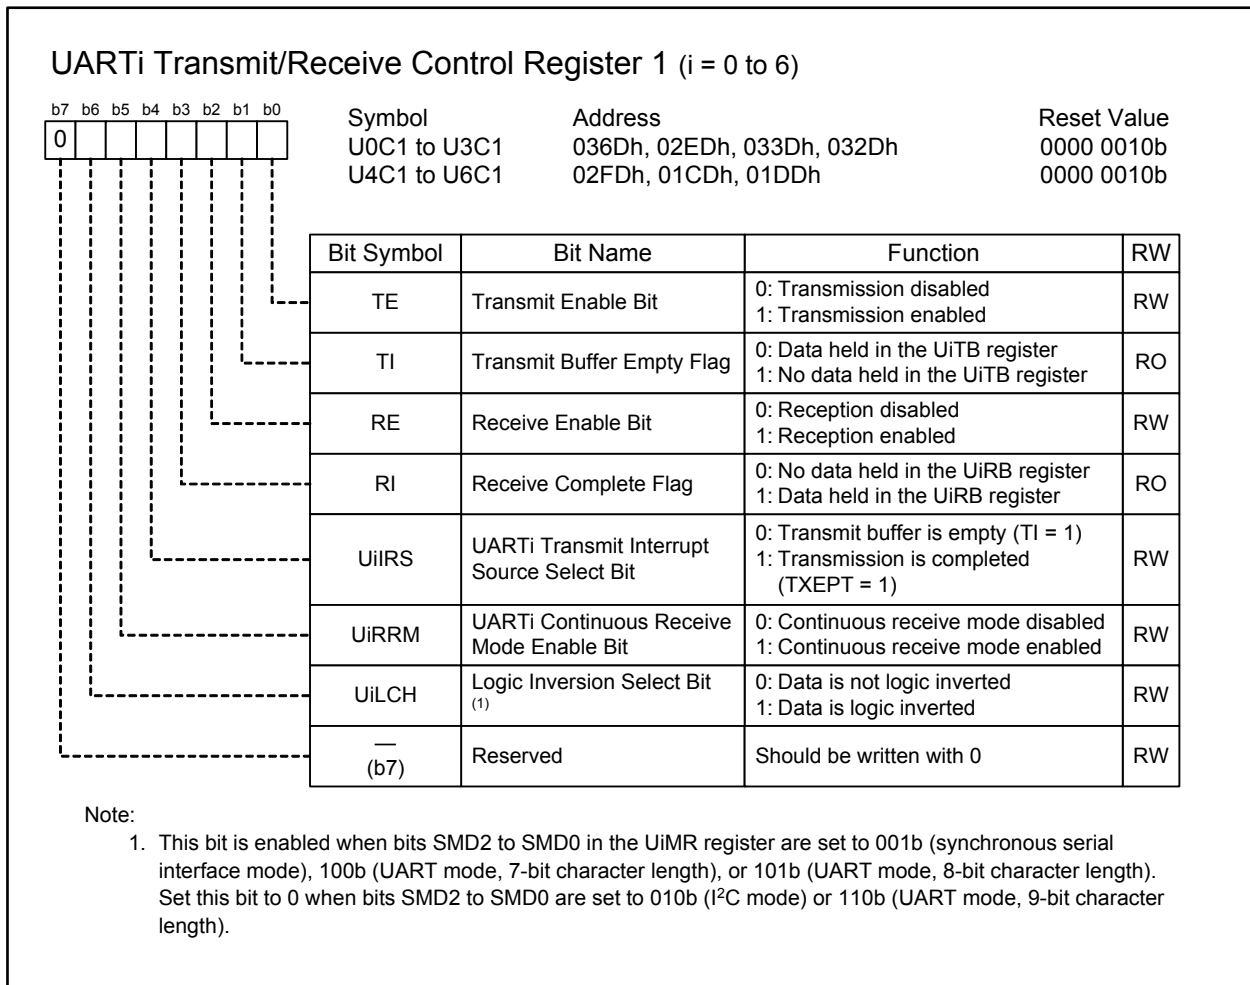 UARTi Transmit/Receive Control Register 1 (i = 0 to 6)
b7 b6 b5 b4 b3 b2 b1 b0
0
Symbol Address Reset Value
U0C1 to U3C1 036Dh, 02EDh, 033Dh, 032Dh 0000 0010b
U4C1 to U6C1 02FDh, 01CDh, 01DDh 0000 0010b
Bit Symbol Bit Name Function RW
TE Transmit Enable Bit 0: Transmission disabled
1: Transmission enabled RW
TI Transmit Buffer Empty Flag 0: Data held in the UiTB register
1: No data held in the UiTB register RO
RE Receive Enable Bit 0: Reception disabled
1: Reception enabled RW
RI Receive Complete Flag 0: No data held in the UiRB register
1: Data held in the UiRB register RO
UiIRS UARTi Transmit Interrupt
Source Select Bit
0: Transmit buffer is empty (TI = 1)
1: Transmission is completed
(TXEPT = 1)
RW
UiRRM UARTi Continuous Receive
Mode Enable Bit
0: Continuous receive mode disabled
1: Continuous receive mode enabled
RW
UiLCH Logic Inversion Select Bit
(1)
0: Data is not logic inverted
1: Data is logic inverted
RW
—
(b7) Reserved Should be written with 0 RW
Note:
1. This bit is enabled when bits SMD2 to SMD0 in the UiMR register are set to 001b (synchronous serial
interface mode), 100b (UART mode, 7-bit character length), or 101b (UART mode, 8-bit character length).
Set this bit to 0 when bits SMD2 to SMD0 are set to 010b (I²C mode) or 110b (UART mode, 9-bit character
length).